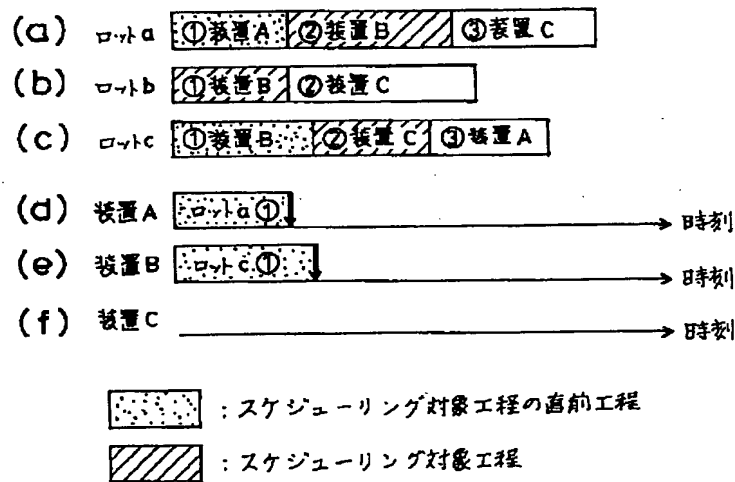 (a) ロットa ①装置A ②装置B ③装置C
(b) ロットb ①装置B ②装置C
(c) ロットc ①装置B ②装置C ③装置A
(d) 装置A ロットa① 時刻
(e) 装置B ロットc① 時刻
(f) 装置C 時刻
：スケジューリング対象工程の直前工程
：スケジューリング対象工程